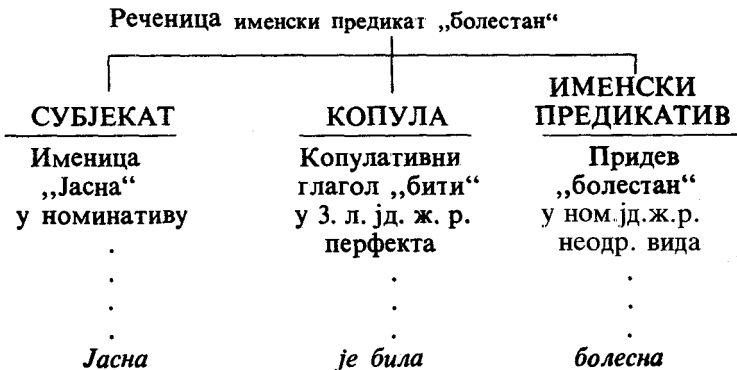 Реченица именски предикат „болестан“
СУБЈЕКАТ КОПУЛА ИМЕНСКИ ПРЕДИКАТИВ
Именица Копулативни Придев
„Јасна“ глагол „бити“ „болестан“
у номинативу у 3. л. јд. ж. р. у ном.јд.ж.р.
перфекта неодр. вида
Јасна је била болесна